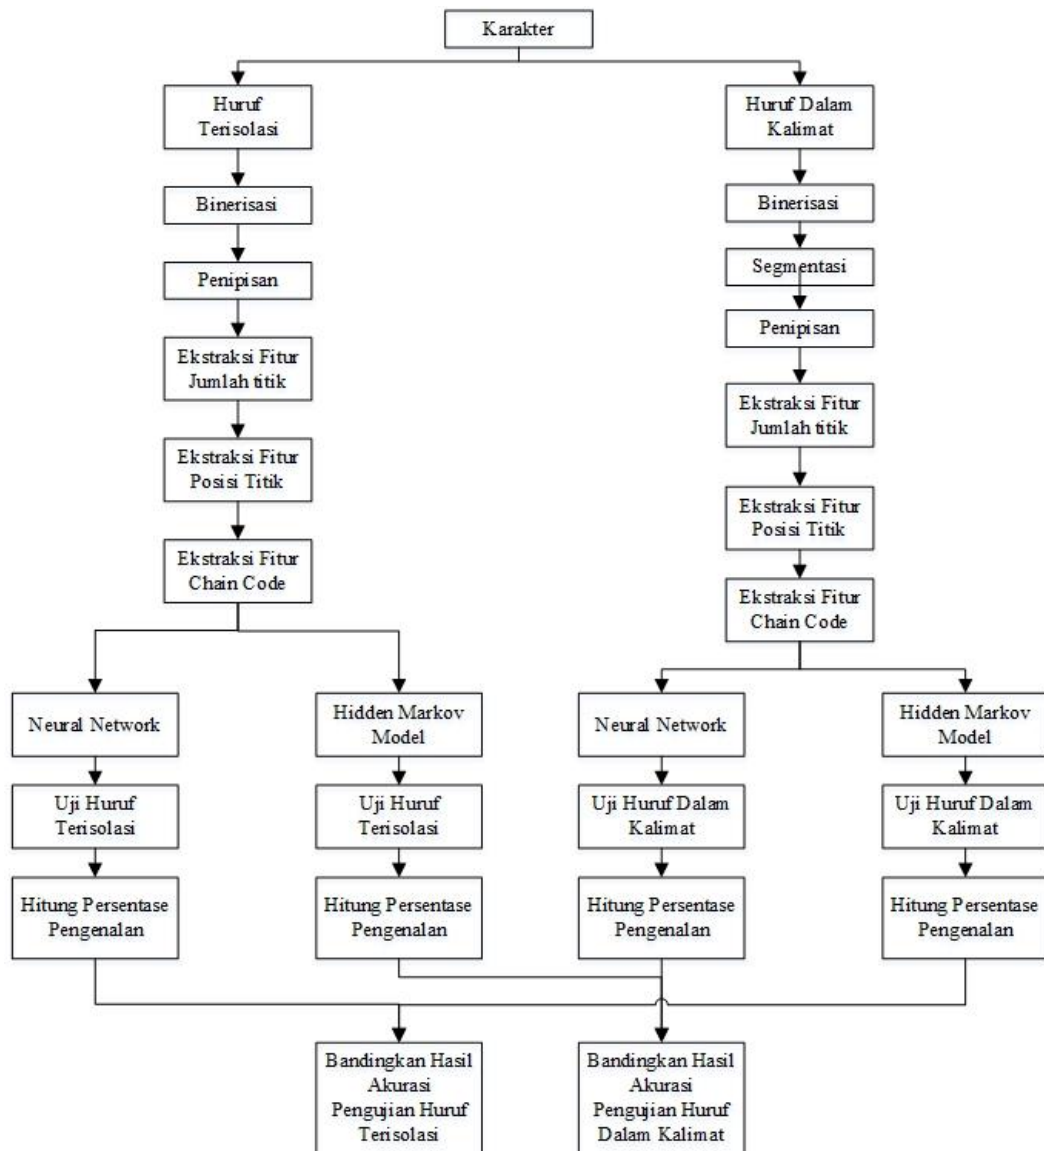 Karakter
Huruf
Terisolasi
Binerisasi
Penipisan
Ekstraksi Fitur
Jumlah titik
Ekstraksi Fitur
Posisi Titik
Ekstraksi Fitur
Chain Code
Huruf Dalam
Kalimat
Binerisasi
Segmentasi
Penipisan
Ekstraksi Fitur
Jumlah titik
Ekstraksi Fitur
Posisi Titik
Ekstraksi Fitur
Chain Code
Neural Network
Uji Huruf
Terisolasi
Hitung Persentase
Pengenalan
Hidden Markov
Model
Uji Huruf
Terisolasi
Hitung Persentase
Pengenalan
Neural Network
Uji Huruf Dalam
Kalimat
Hitung Persentase
Pengenalan
Hidden Markov
Model
Uji Huruf Dalam
Kalimat
Hitung Persentase
Pengenalan
Bandingkan Hasil
Akurasi
Pengujian Huruf
Terisolasi
Bandingkan Hasil
Akurasi
Pengujian Huruf
Dalam Kalimat